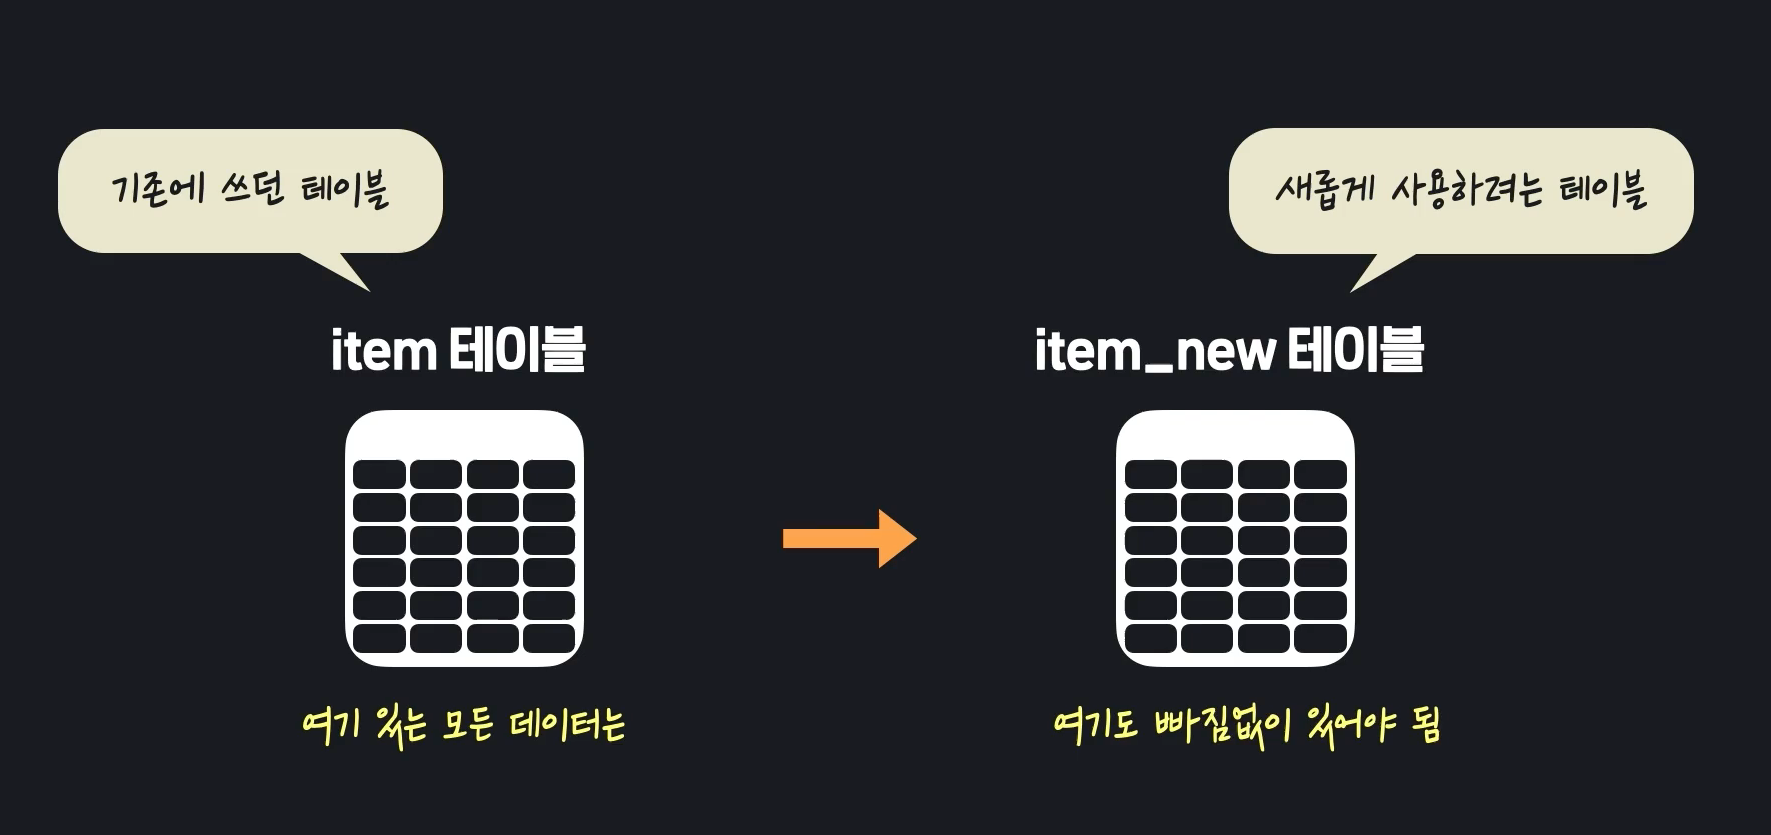 기존에 쓰던 테이블
새롭게 사용하려는 테이블
item 테이블
item_new 테이블
여기 있는 모든 데이터는
여기도 빠짐없이 있어야 됨